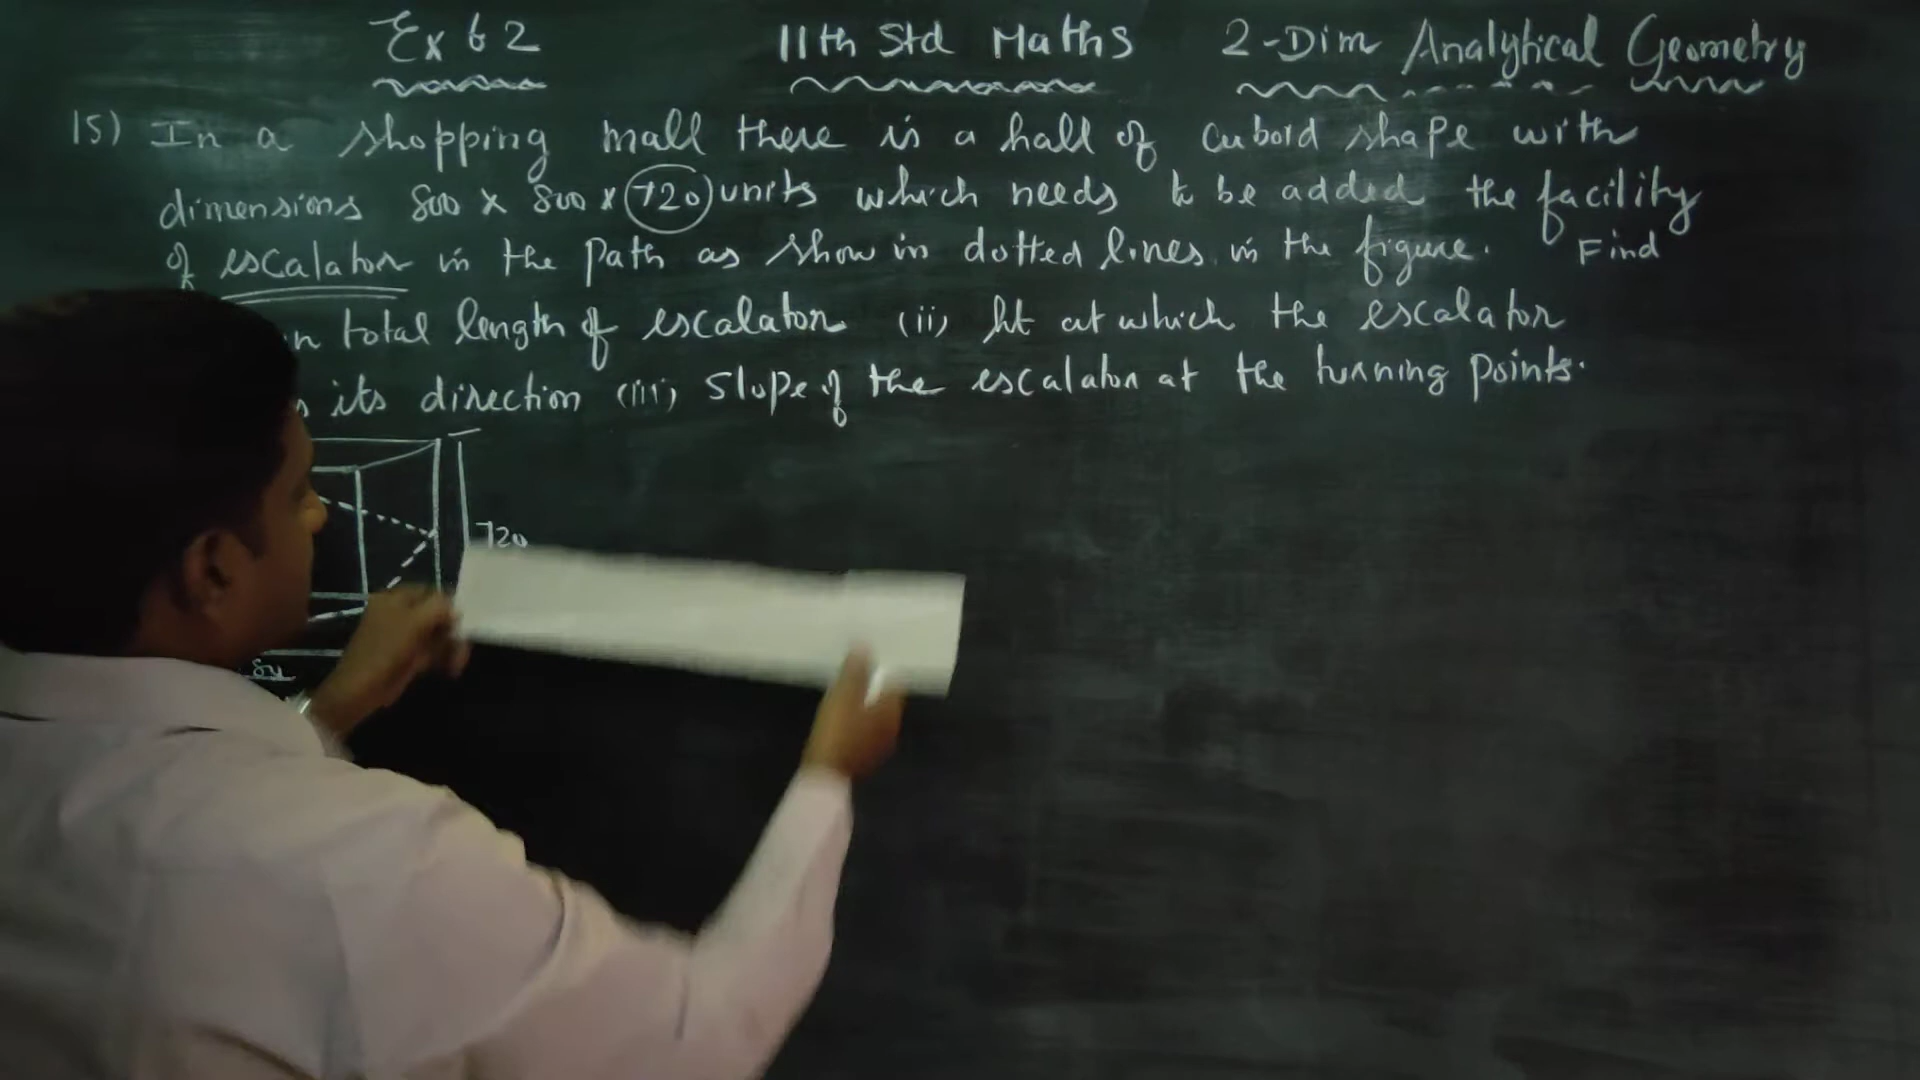 Ex 6 2 11th Std Maths 2-Dim Analytical Geometry
15) In a shopping mall there is a hall of cuboid shape with
dimensions 800 x 800 x 720 units which needs to be added the facility
of escalator in the path as show in dotted lines in the figure. Find
total length of escalator (ii) ht at which the escalator
its direction (iii) slope of the escalator at the turning points.
720